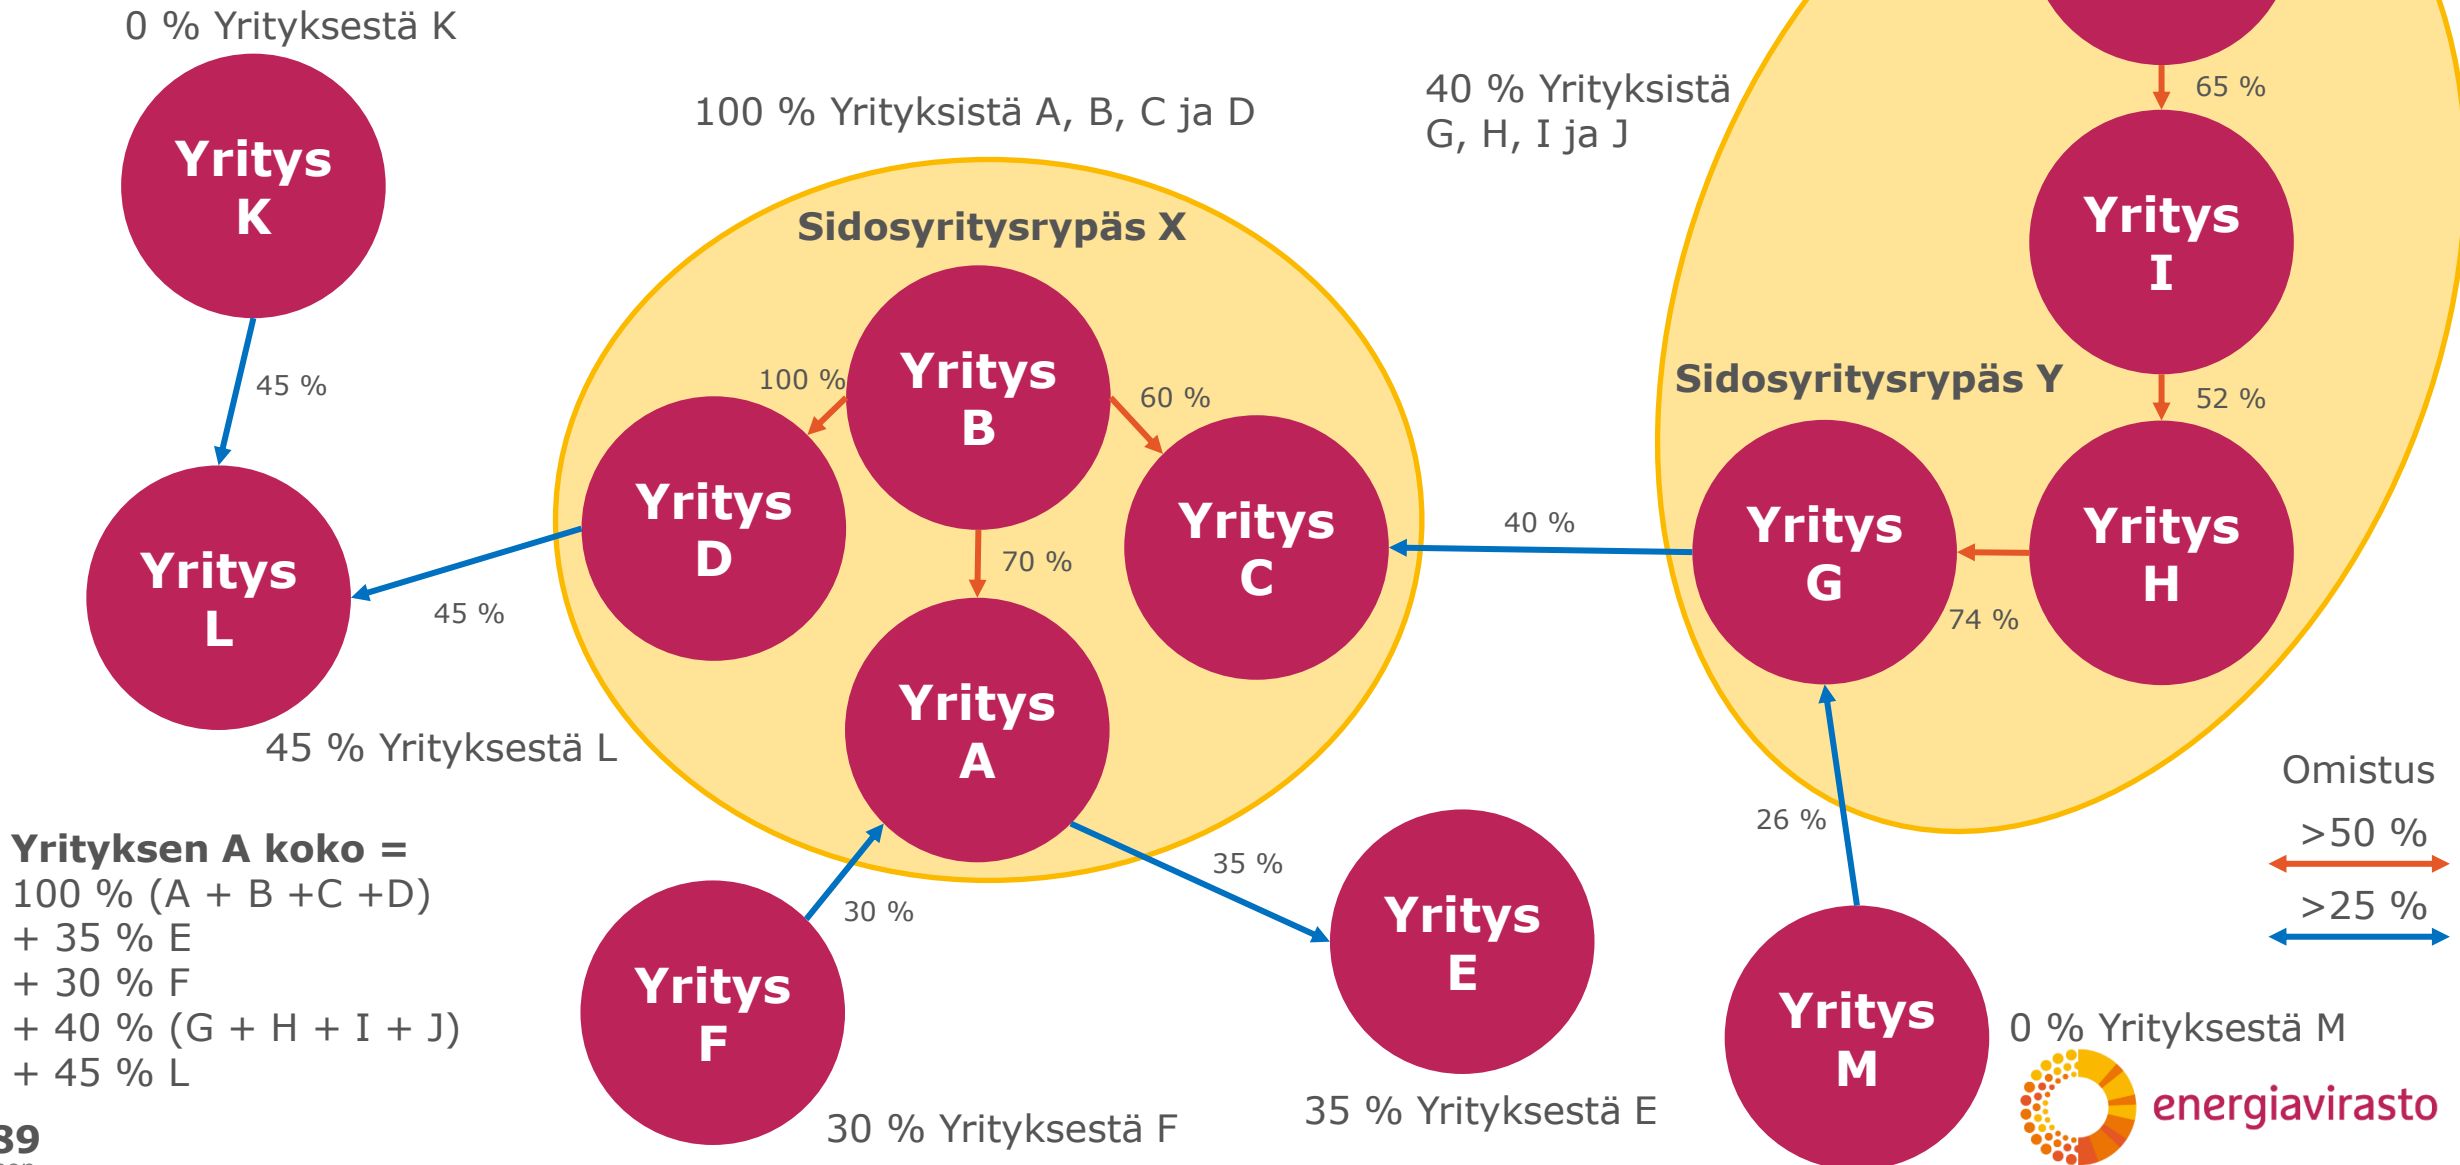 0 % Yrityksestä K
100 % Yrityksistä A, B, C ja D
40 % Yrityksistä
G, H, I ja J
65 %
Yritys
K
Yritys
I
Sidosyritysrypäs X
45 %
100 %
Yritys
B
60 %
Sidosyritysrypäs Y
52 %
Yritys
D
Yritys
C
40 %
Yritys
G
Yritys
H
74 %
Yritys
L
45 %
70 %
Yritys
A
45 % Yrityksestä L
Omistus
>50 %
>25 %
26 %
35 %
30 %
Yrityksen A koko =
100 % (A + B +C +D)
+ 35 % E
+ 30 % F
+ 40 % (G + H + I + J)
+ 45 % L
Yritys
F
30 % Yrityksestä F
Yritys
E
35 % Yrityksestä E
Yritys
M
0 % Yrityksestä M
energiavirasto
89